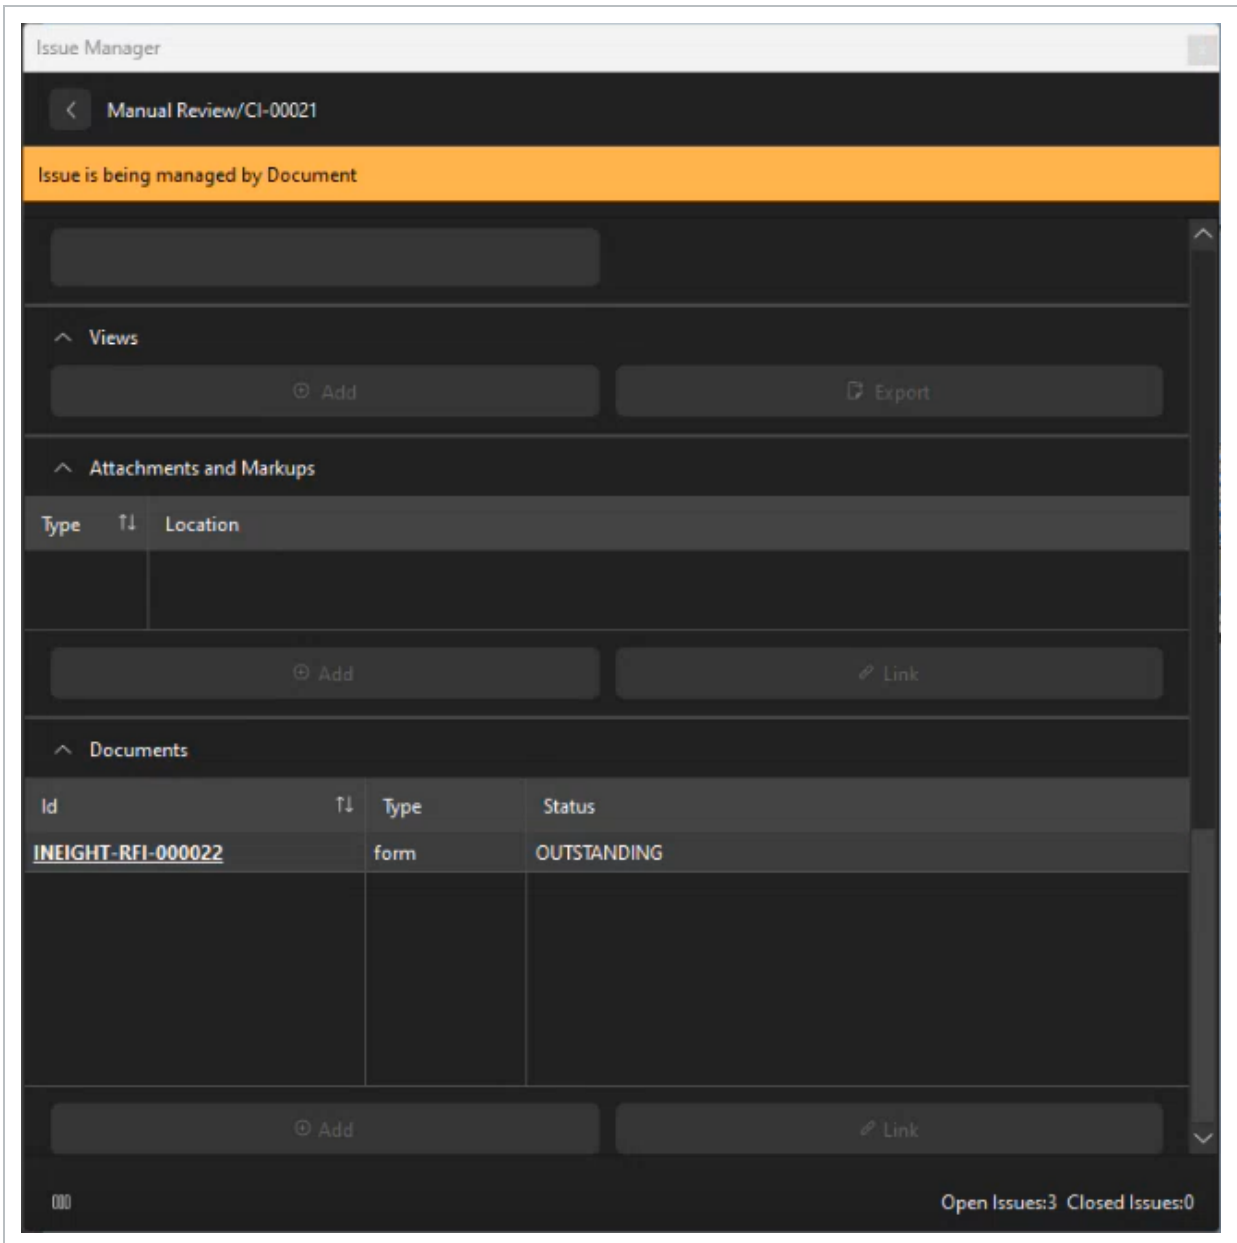 Issue Manager
Manual Review/CI-00021
Issue is being managed by Document
Views
Add Export
Attachments and Markups
Type Location
Add Link
Documents
Id Type Status
INEIGHT-RFI-000022 form OUTSTANDING
Add Link
Open Issues:3 Closed Issues:0